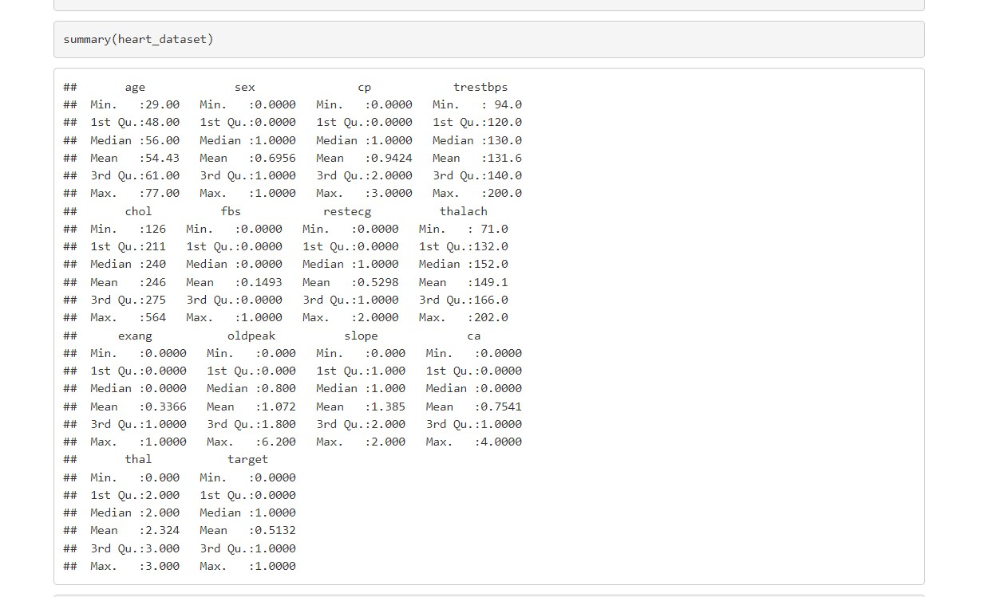 summary(heart_dataset)
##       age             sex               cp            trestbps
##  Min.   :29.00   Min.   :0.0000   Min.   :0.0000   Min.   : 94.0
##  1st Qu.:48.00   1st Qu.:0.0000   1st Qu.:0.0000   1st Qu.:120.0
##  Median :56.00   Median :1.0000   Median :1.0000   Median :130.0
##  Mean   :54.43   Mean   :0.6956   Mean   :0.9424   Mean   :131.6
##  3rd Qu.:61.00   3rd Qu.:1.0000   3rd Qu.:2.0000   3rd Qu.:140.0
##  Max.   :77.00   Max.   :1.0000   Max.   :3.0000   Max.   :200.0
##       chol          fbs            restecg          thalach
##  Min.   :126   Min.   :0.0000   Min.   :0.0000   Min.   : 71.0
##  1st Qu.:211   1st Qu.:0.0000   1st Qu.:0.0000   1st Qu.:132.0
##  Median :240   Median :0.0000   Median :1.0000   Median :152.0
##  Mean   :246   Mean   :0.1493   Mean   :0.5298   Mean   :149.1
##  3rd Qu.:275   3rd Qu.:0.0000   3rd Qu.:1.0000   3rd Qu.:166.0
##  Max.   :564   Max.   :1.0000   Max.   :2.0000   Max.   :202.0
##      exang           oldpeak          slope             ca
##  Min.   :0.0000   Min.   :0.000   Min.   :0.000   Min.   :0.0000
##  1st Qu.:0.0000   1st Qu.:0.000   1st Qu.:1.000   1st Qu.:0.0000
##  Median :0.0000   Median :0.800   Median :1.000   Median :0.0000
##  Mean   :0.3366   Mean   :1.072   Mean   :1.385   Mean   :0.7541
##  3rd Qu.:1.0000   3rd Qu.:1.800   3rd Qu.:2.000   3rd Qu.:1.0000
##  Max.   :1.0000   Max.   :6.200   Max.   :2.000   Max.   :4.0000
##       thal           target
##  Min.   :0.000   Min.   :0.0000
##  1st Qu.:2.000   1st Qu.:0.0000
##  Median :2.000   Median :1.0000
##  Mean   :2.324   Mean   :0.5132
##  3rd Qu.:3.000   3rd Qu.:1.0000
##  Max.   :3.000   Max.   :1.0000